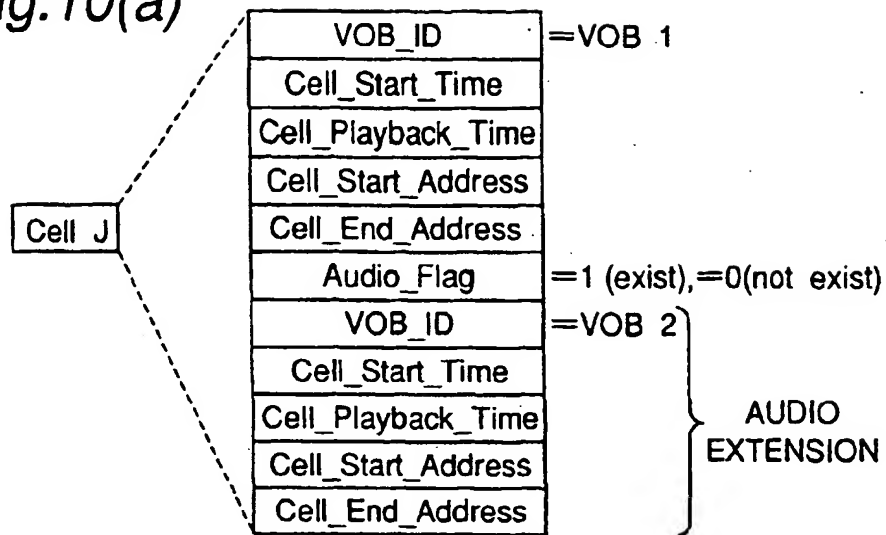 ig. 10(a)
VOB_ID =VOB 1
Cell_Start_Time
Cell_Playback_Time
Cell_Start_Address
Cell J
Cell_End_Address
Audio_Flag =1 (exist),=0(not exist)
VOB_ID =VOB 2
Cell_Start_Time
Cell_Playback_Time
AUDIO
EXTENSION
Cell_Start_Address
Cell_End_Address